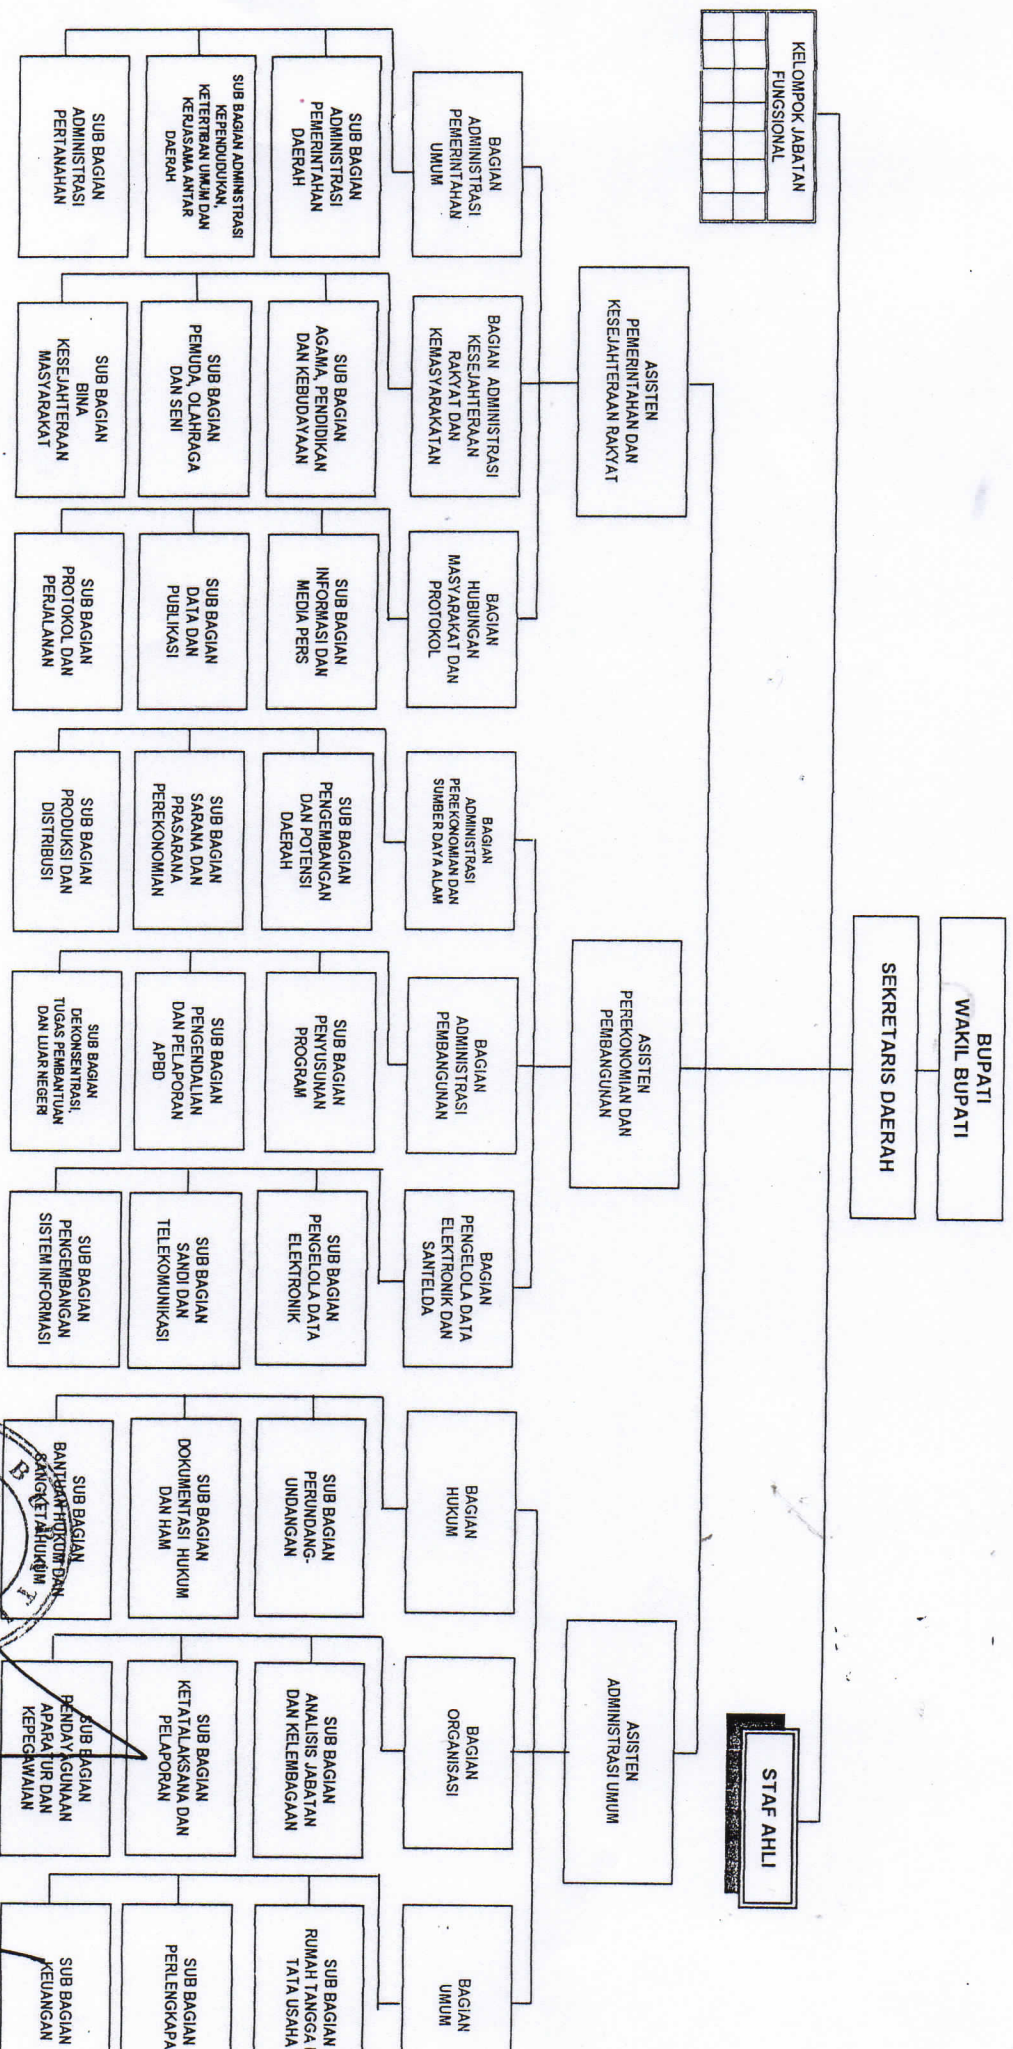 BUPATI
WAKIL BUPATI
SEKRETARIS DAERAH
KELOMPOK JABATAN
FUNGSIONAL
STAF AHLI
ASISTEN
PEMERINTAHAN DAN
KESEJAHTERAAN RAKYAT
ASISTEN
PEREKONOMIAN DAN
PEMBANGUNAN
ASISTEN
ADMINISTRASI UMUM
BAGIAN
ADMINISTRASI
PEMERINTAHAN
UMUM
BAGIAN ADMINISTRASI
KESEJAHTERAAN
RAKYAT DAN
KEMASYARAKATAN
BAGIAN
HUBUNGAN
MASYARAKAT DAN
PROTOKOL
BAGIAN
ADMINISTRASI
PEREKONOMIAN DAN
SUMBER DAYA ALAM
BAGIAN
ADMINISTRASI
PEMBANGUNAN
BAGIAN
PENGELOLA DATA
ELEKTRONIK DAN
SANTELDA
BAGIAN
HUKUM
BAGIAN
ORGANISASI
BAGIAN
UMUM
SUB BAGIAN
ADMINISTRASI
PEMERINTAHAN
DAERAH
SUB BAGIAN
AGAMA, PENDIDIKAN
DAN KEBUDAYAAN
SUB BAGIAN
INFORMASI DAN
MEDIA PERS
SUB BAGIAN
PENGEMBANGAN
DAN POTENSI
DAERAH
SUB BAGIAN
PENYUSUNAN
PROGRAM
SUB BAGIAN
PENGELOLA DATA
ELEKTRONIK
SUB BAGIAN
PERUNDANG-
UNDANGAN
SUB BAGIAN
ANALISIS JABATAN
DAN KELEMBAGAAN
SUB BAGIAN
RUMAH TANGGA
TATA USAHA
SUB BAGIAN ADMINISTRASI
KEPENDUDUKAN,
KETERTIBAN UMUM DAN
KERJASAMA ANTAR
DAERAH
SUB BAGIAN
PEMUDA, OLAHRAGA
DAN SENI
SUB BAGIAN
DATA DAN
PUBLIKASI
SUB BAGIAN
SARANA DAN
PRASARANA
PEREKONOMIAN
SUB BAGIAN
PENGENDALIAN
DAN PELAPORAN
APBD
SUB BAGIAN
SANDI DAN
TELEKOMUNIKASI
SUB BAGIAN
DOKUMENTASI HUKUM
DAN HAM
SUB BAGIAN
KETATALAKSANA DAN
PELAPORAN
SUB BAGIAN
PERLENGKAPA
SUB BAGIAN
ADMINISTRASI
PERTANAHAN
SUB BAGIAN
BINA
KESEJAHTERAAN
MASYARAKAT
SUB BAGIAN
PROTOKOL DAN
PERJALANAN
SUB BAGIAN
PRODUKSI DAN
DISTRIBUSI
SUB BAGIAN
DEKONSENTRASI,
TUGAS PEMBANTUAN
DAN LUAR NEGERI
SUB BAGIAN
PENGEMBANGAN
SISTEM INFORMASI
SUB BAGIAN
BANTUAN HUKUM DAN
SANGKETA HUKUM
SUB BAGIAN
PENDAYAGUNAAN
APARATUR DAN
KEPEGAWAIAN
SUB BAGIAN
KEUANGAN